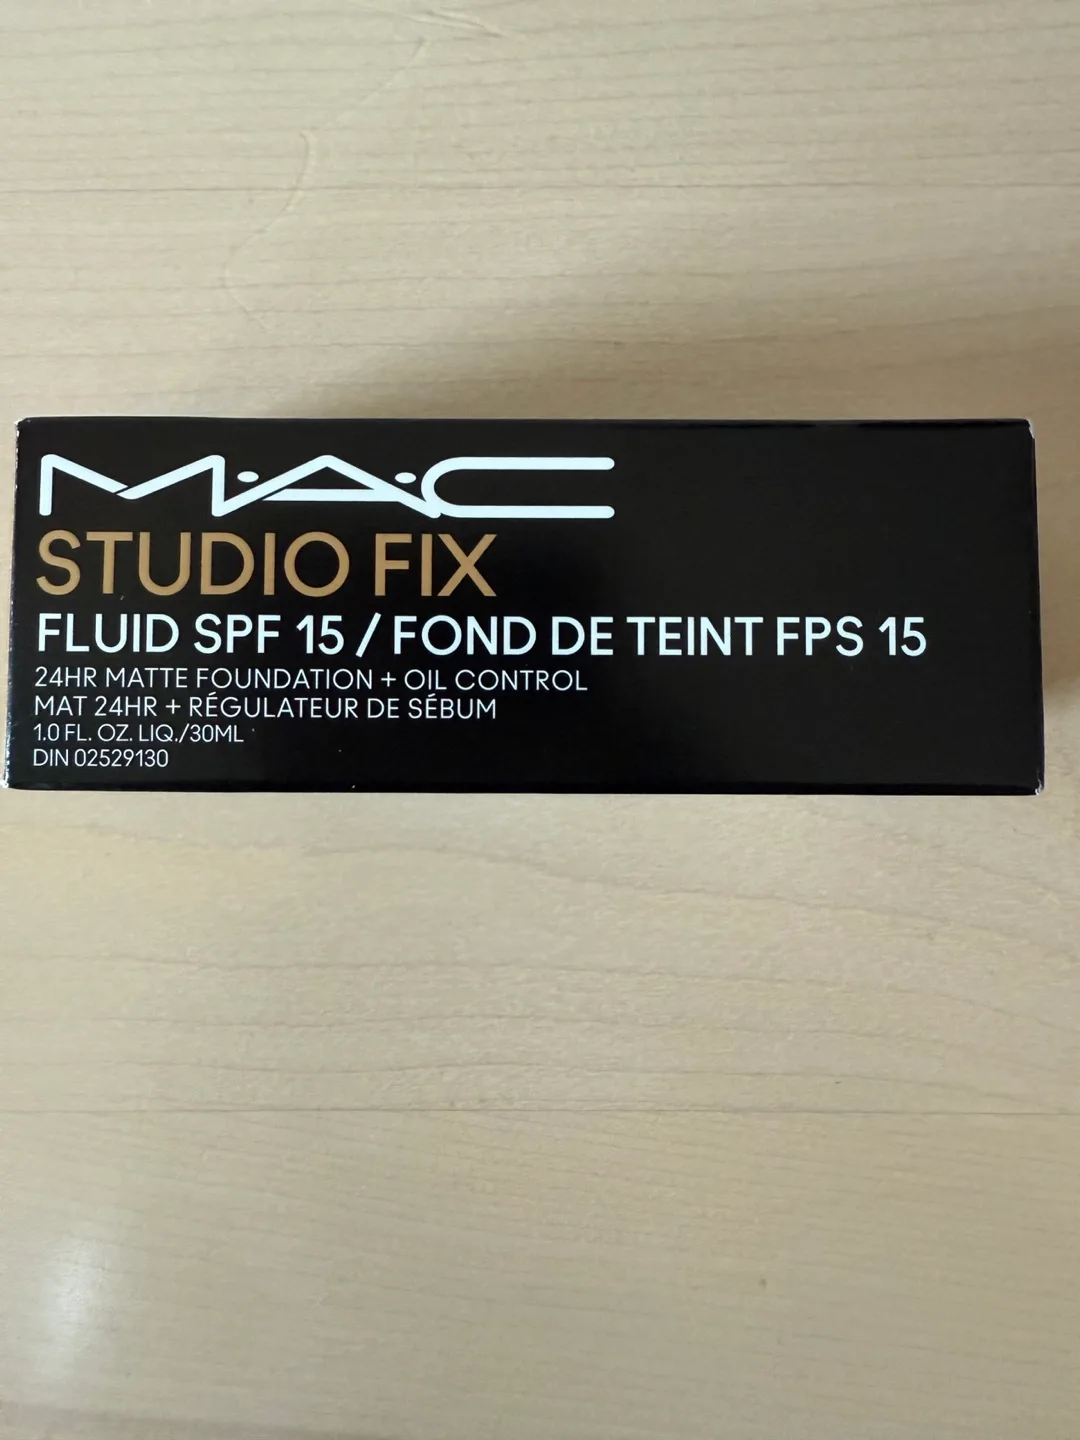 M·A·C
STUDIO FIX
FLUID SPF 15 / FOND DE TEINT FPS 15
24HR MATTE FOUNDATION + OIL CONTROL
MAT 24HR + RÉGULATEUR DE SÉBUM
1.0 FL. OZ. LIQ./30ML
DIN 02529130